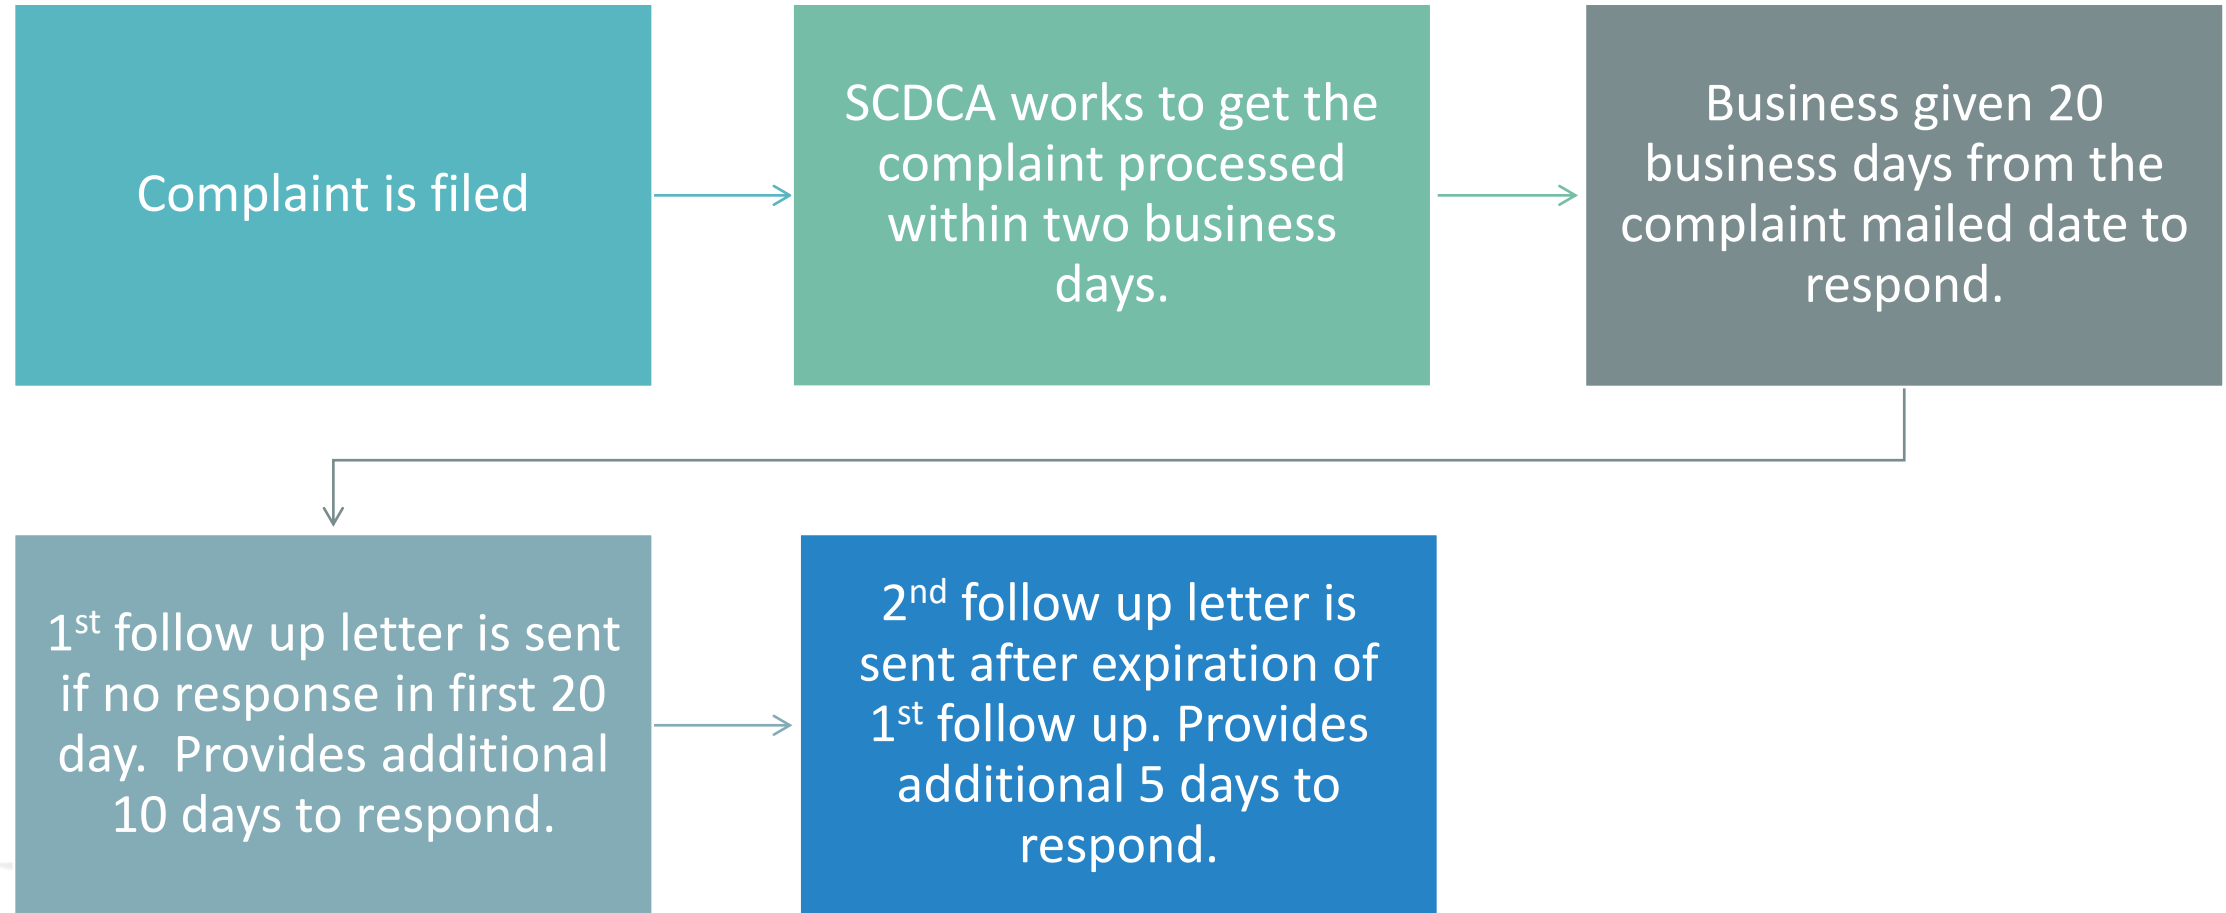 Complaint is filed
SCDCA works to get the
complaint processed
within two business
days.
Business given 20
business days from the
complaint mailed date to
respond.
1st follow up letter is sent
if no response in first 20
day.  Provides additional
10 days to respond.
2nd follow up letter is
sent after expiration of
1st follow up. Provides
additional 5 days to
respond.